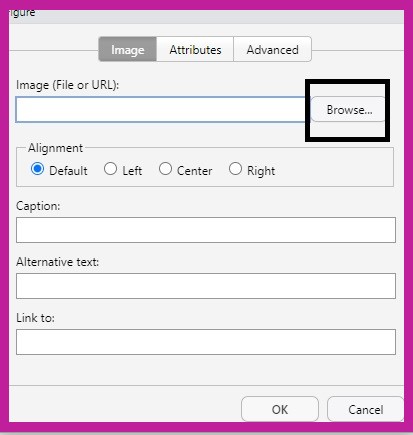 igure
Image Attributes Advanced
Image (File or URL):
Browse...
Alignment
Default Left Center Right
Caption:
Alternative text:
Link to:
OK Cancel